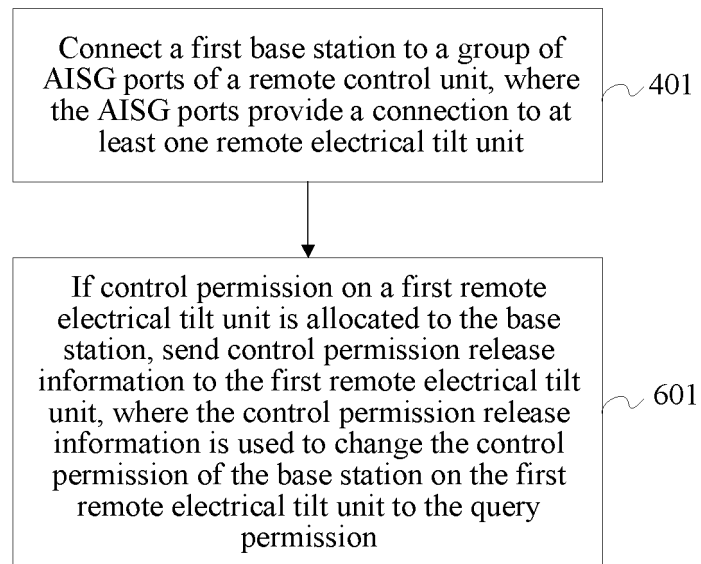 Connect a first base station to a group of
AISG ports of a remote control unit, where
the AISG ports provide a connection to at
least one remote electrical tilt unit
401
If control permission on a first remote
electrical tilt unit is allocated to the base
station, send control permission release
information to the first remote electrical tilt
unit, where the control permission release
information is used to change the control
permission of the base station on the first
remote electrical tilt unit to the query
permission
601